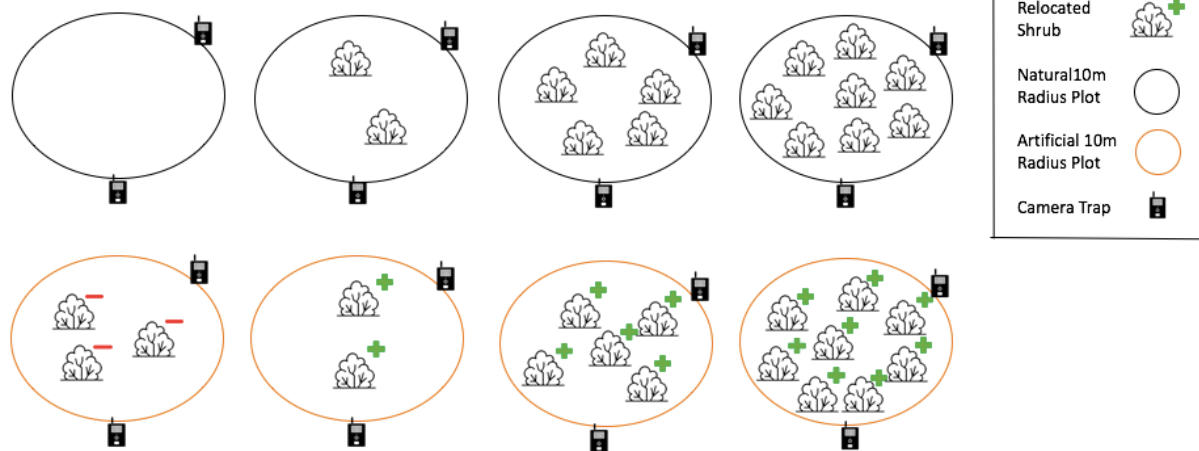 Relocated
Shrub
Natural10m
Radius Plot
Artificial 10m
Radius Plot
Camera Trap